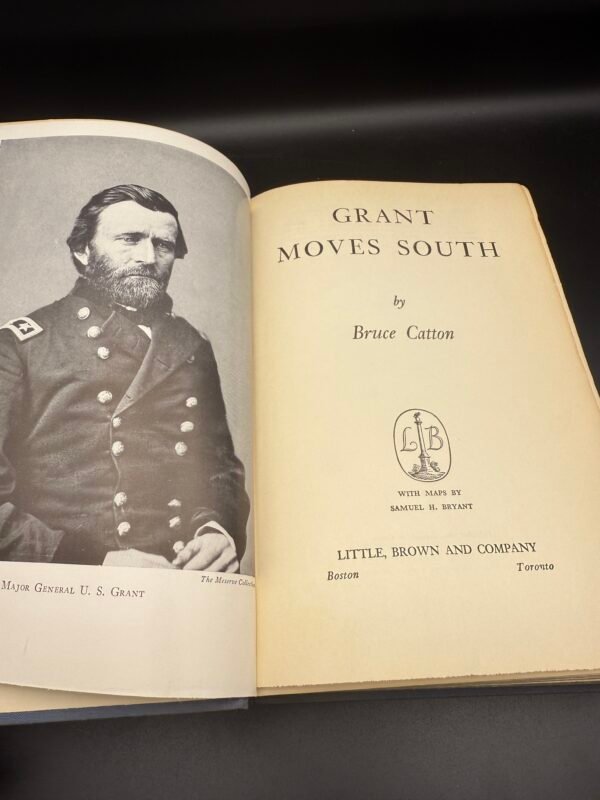 Major General U. S. Grant
The Meserve Collection
GRANT
MOVES SOUTH
by
Bruce Catton
L B
WITH MAPS BY
SAMUEL H. BRYANT
LITTLE, BROWN AND COMPANY
Boston Toronto